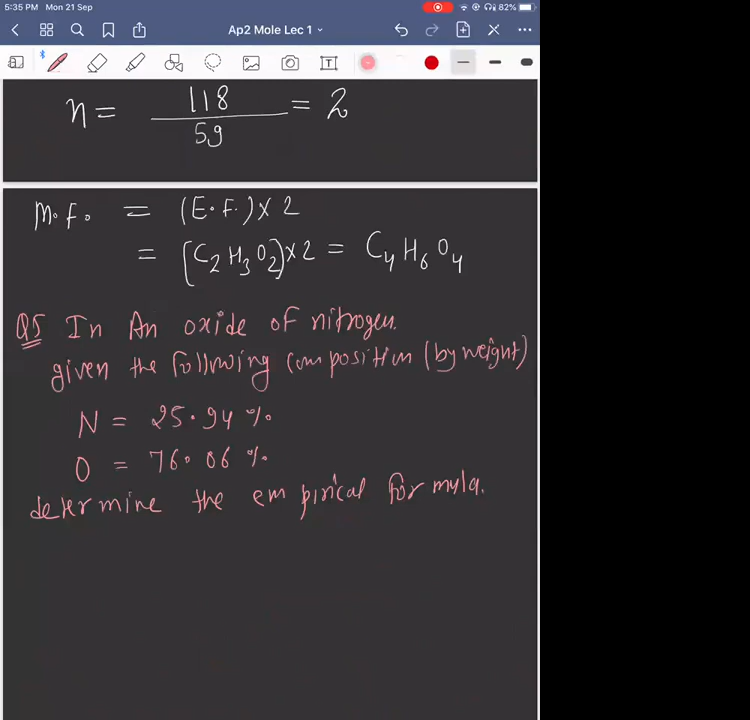 5:35 PM Mon 21 Sep
82%
Ap2 Mole Lec 1
T
n = 118 / 59 = 2
M.F. = (E.F.) × 2
= (C₂H₃O₂) × 2 = C₄H₆O₄
Q5 In An oxide of nitrogen.
given the following composition (by weight)
N = 25.94 %.
O = 76.06 %.
determine the empirical formula.